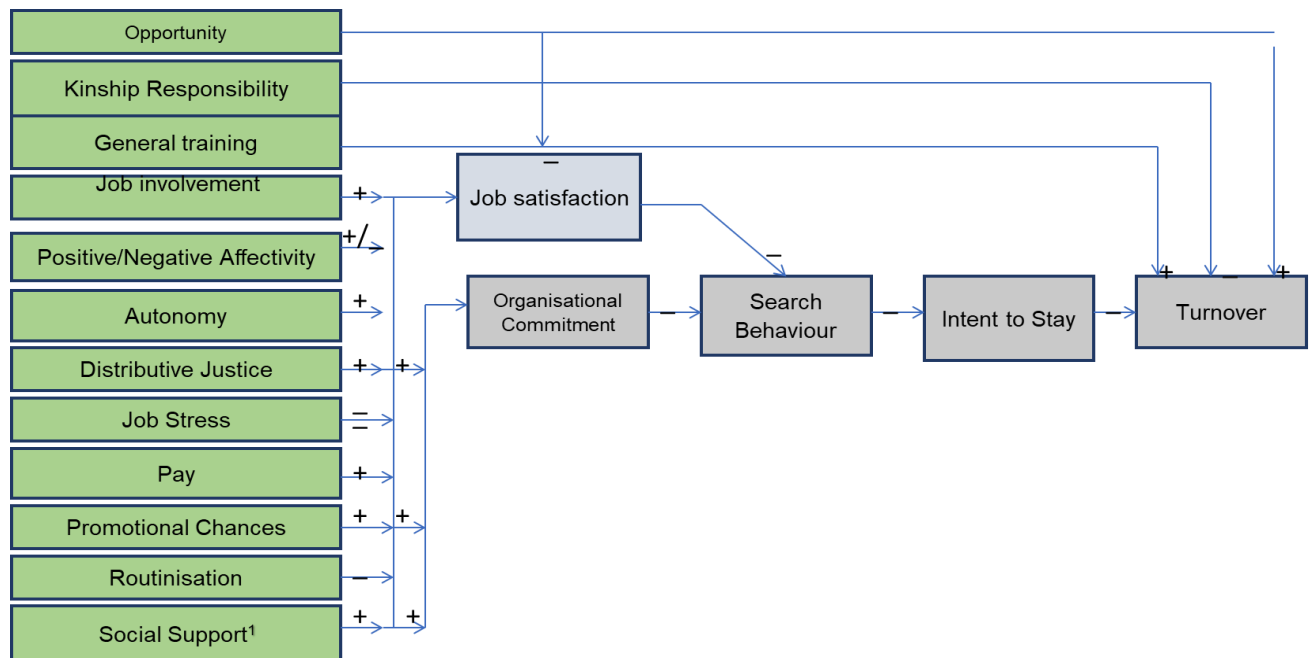 Opportunity
Kinship Responsibility
General training
–
Job involvement
+
Job satisfaction
+/–
Positive/Negative Affectivity
–
+
–
+
Autonomy
+
Organisational
Commitment
–
Search
Behaviour
–
Intent to Stay
–
Turnover
Distributive Justice
+
+
Job Stress
–
–
Pay
+
Promotional Chances
+
+
Routinisation
–
Social Support¹
+
+